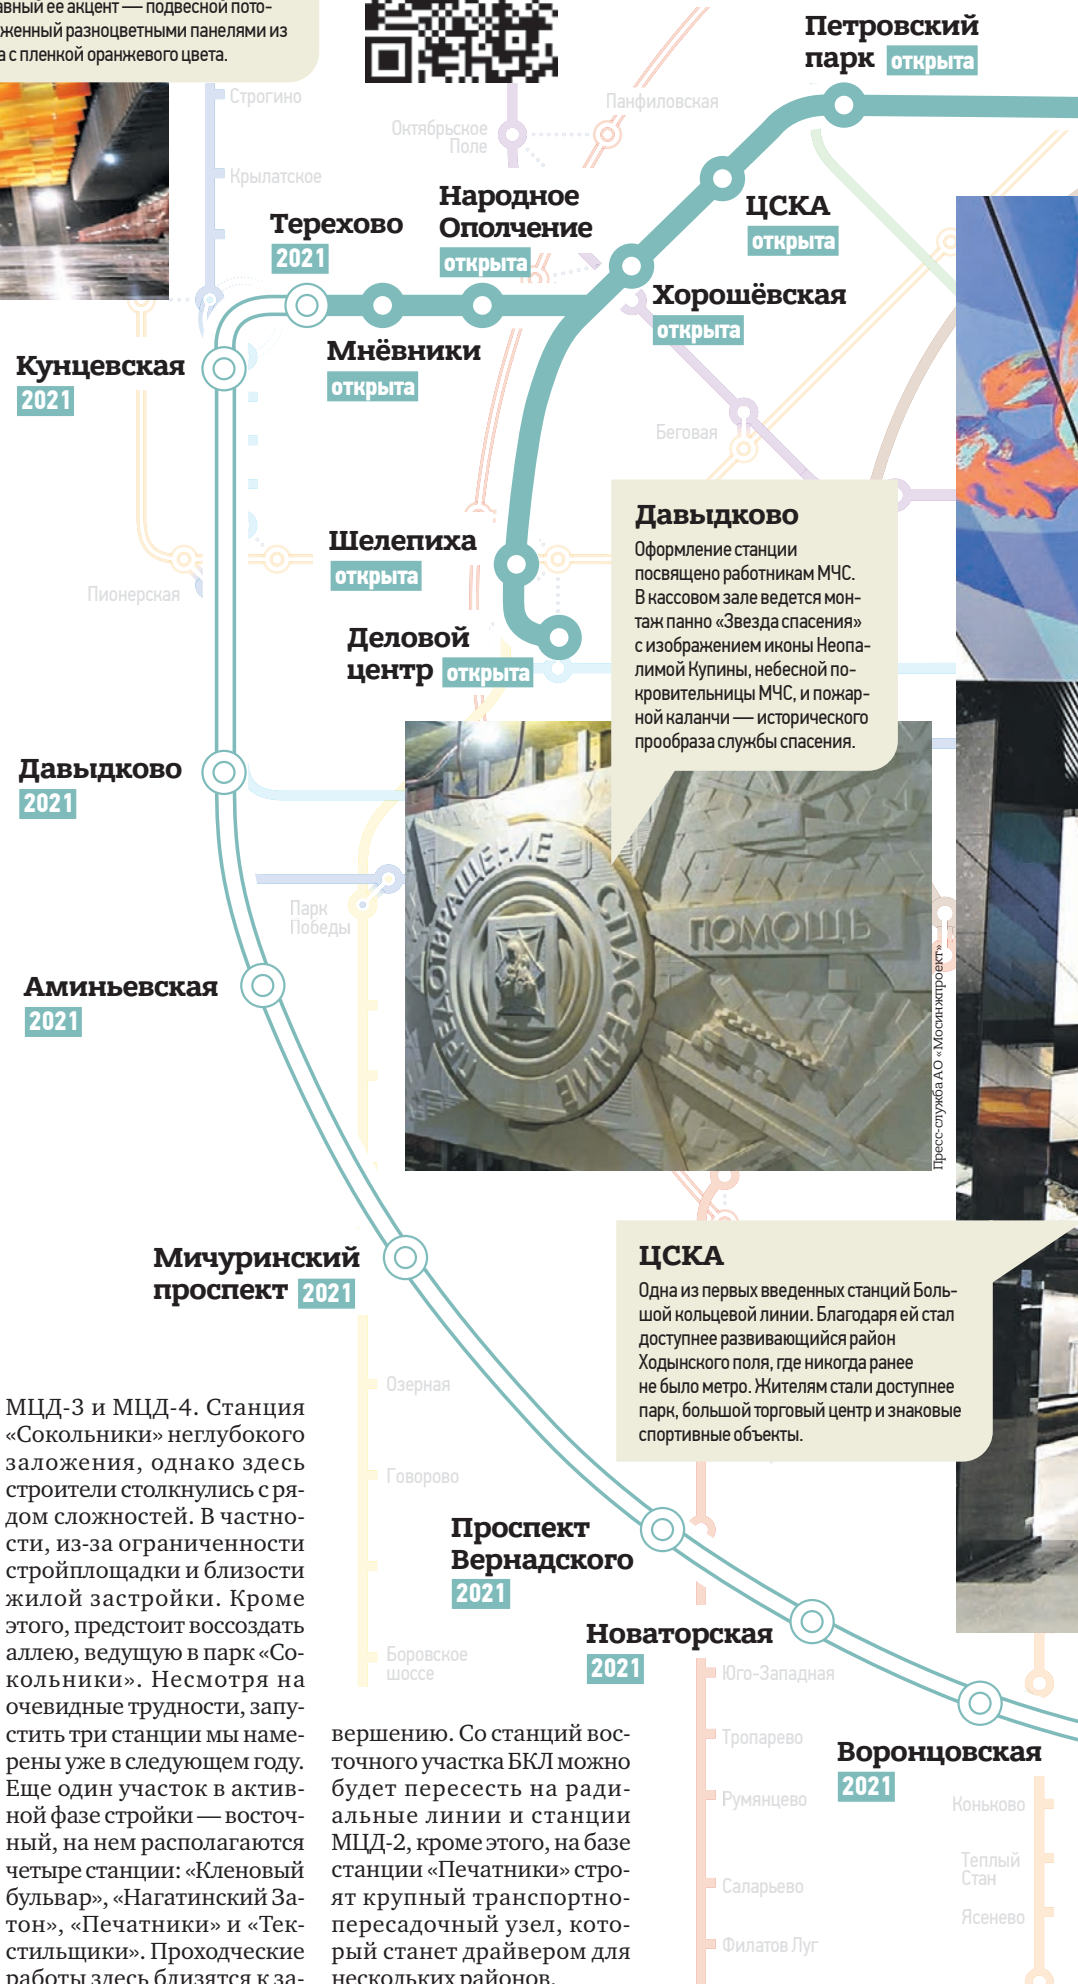 авный ее акцент — подвесной пото-
женный разноцветными панелями из
а с пленкой оранжевого цвета.
Петровский
парк открыта
Строгино
Панфиловская
Октябрьское
Поле
Крылатское
Народное
Ополчение
открыта
Терехово
2021
ЦСКА
открыта
Хорошёвская
открыта
Мнёвники
открыта
Кунцевская
2021
Беговая
Шелепиха
открыта
Пионерская
Деловой
центр открыта
Давыдково
Оформление станции
посвящено работникам МЧС.
В кассовом зале ведется мон-
таж панно «Звезда спасения»
с изображением иконы Неопа-
лимой Купины, небесной по-
кровительницы МЧС, и пожар-
ной каланчи — исторического
прообраза службы спасения.
Давыдково
2021
ПРЕДОТВРАЩЕНИЕ
СПАСЕНИЕ
ПОМОЩЬ
Парк
Победы
Пресс-служба АО «Мосинжпроект»
Аминьевская
2021
Мичуринский
проспект 2021
ЦСКА
Одна из первых введенных станций Боль-
шой кольцевой линии. Благодаря ей стал
доступнее развивающийся район
Ходынского поля, где никогда ранее
не было метро. Жителям стали доступнее
парк, большой торговый центр и знаковые
спортивные объекты.
Озерная
Говорово
Боровское
шоссе
Проспект
Вернадского
2021
Новаторская
2021
Юго-Западная
Тропарево
Румянцево
Саларьево
Филатов Луг
Воронцовская
2021
Коньково
Теплый
Стан
Ясенево
МЦД-3 и МЦД-4. Станция
«Сокольники» неглубокого
заложения, однако здесь
строители столкнулись с ря-
дом сложностей. В частно-
сти, из-за ограниченности
стройплощадки и близости
жилой застройки. Кроме
этого, предстоит воссоздать
аллею, ведущую в парк «Со-
кольники». Несмотря на
очевидные трудности, запу-
стить три станции мы наме-
рены уже в следующем году.
Еще один участок в актив-
ной фазе стройки — восточ-
ный, на нем располагаются
четыре станции: «Кленовый
бульвар», «Нагатинский За-
тон», «Печатники» и «Тек-
стильщики». Проходческие
работы здесь близятся к за-
вершению. Со станций вос-
точного участка БКЛ можно
будет пересесть на ради-
альные линии и станции
МЦД-2, кроме этого, на базе
станции «Печатники» стро-
ят крупный транспортно-
пересадочный узел, кото-
рый станет драйвером для
нескольких районов.